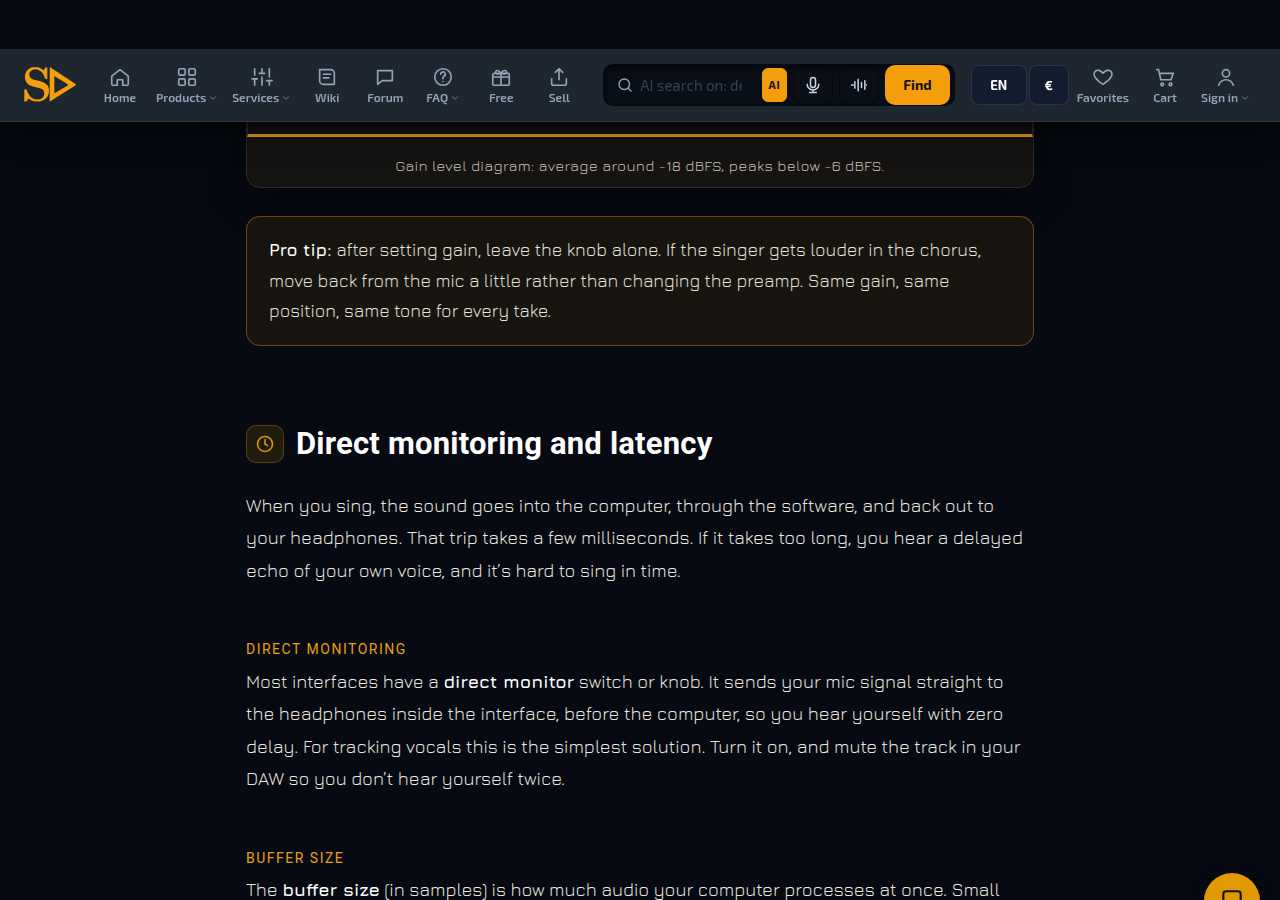 SD
Home
Products
Services
Wiki
Forum
FAQ
Free
Sell
AI search on:
AI
Find
EN
€
Favorites
Cart
Sign in
Gain level diagram: average around -18 dBFS, peaks below -6 dBFS.
Pro tip: after setting gain, leave the knob alone. If the singer gets louder in the chorus,
move back from the mic a little rather than changing the preamp. Same gain, same
position, same tone for every take.
Direct monitoring and latency
When you sing, the sound goes into the computer, through the software, and back out to
your headphones. That trip takes a few milliseconds. If it takes too long, you hear a delayed
echo of your own voice, and it's hard to sing in time.
DIRECT MONITORING
Most interfaces have a direct monitor switch or knob. It sends your mic signal straight to
the headphones inside the interface, before the computer, so you hear yourself with zero
delay. For tracking vocals this is the simplest solution. Turn it on, and mute the track in your
DAW so you don't hear yourself twice.
BUFFER SIZE
The buffer size (in samples) is how much audio your computer processes at once. Small